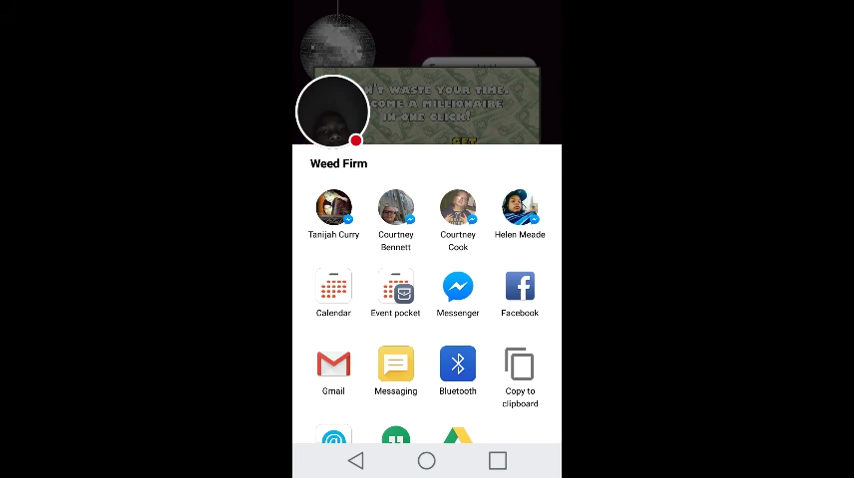 N'T WASTE YOUR TIME,
COME A MILLIONAIRE
IN ONE CLICK!
GET
Weed Firm
Tanijah Curry
Courtney
Bennett
Courtney
Cook
Helen Meade
Calendar
Event pocket
Messenger
Facebook
Gmail
Messaging
Bluetooth
Copy to
clipboard